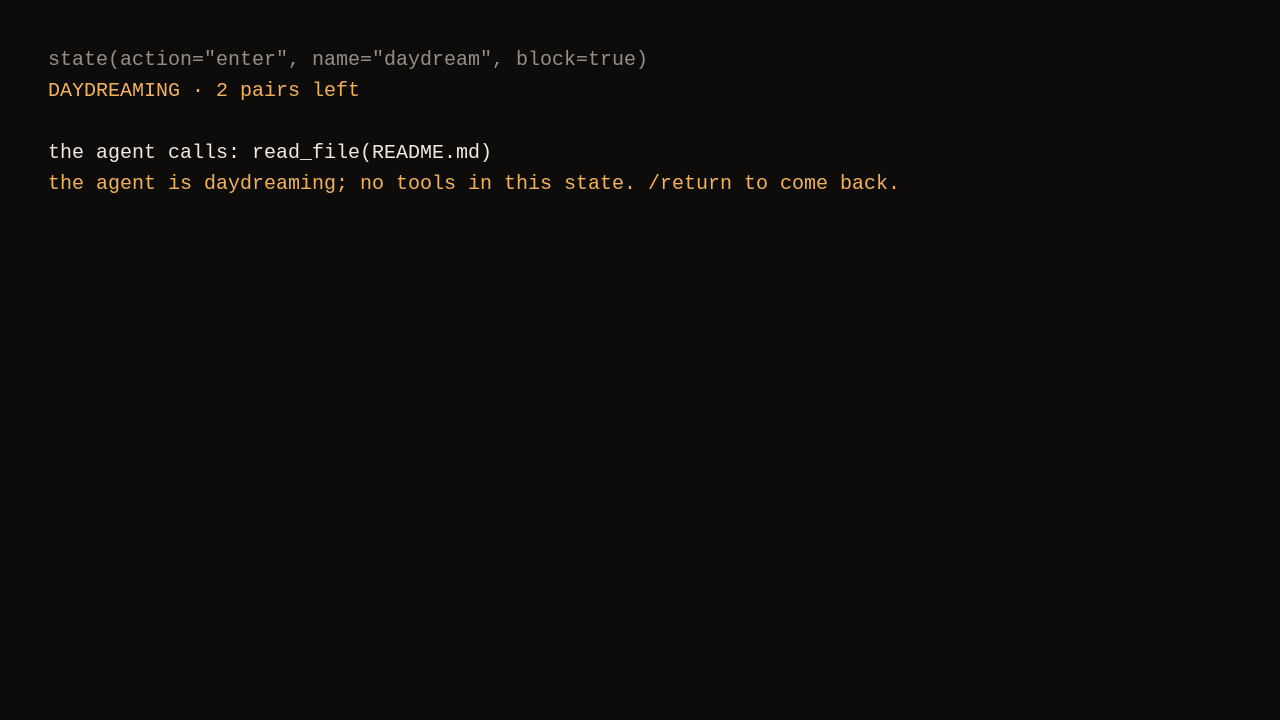 state(action="enter", name="daydream", block=true)
DAYDREAMING · 2 pairs left
the agent calls: read_file(README.md)
the agent is daydreaming; no tools in this state. /return to come back.